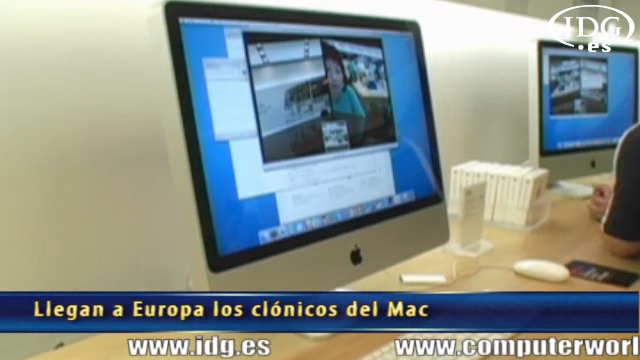 IDG
.es
Llegan a Europa los clónicos del Mac
www.idg.es www.computerworl